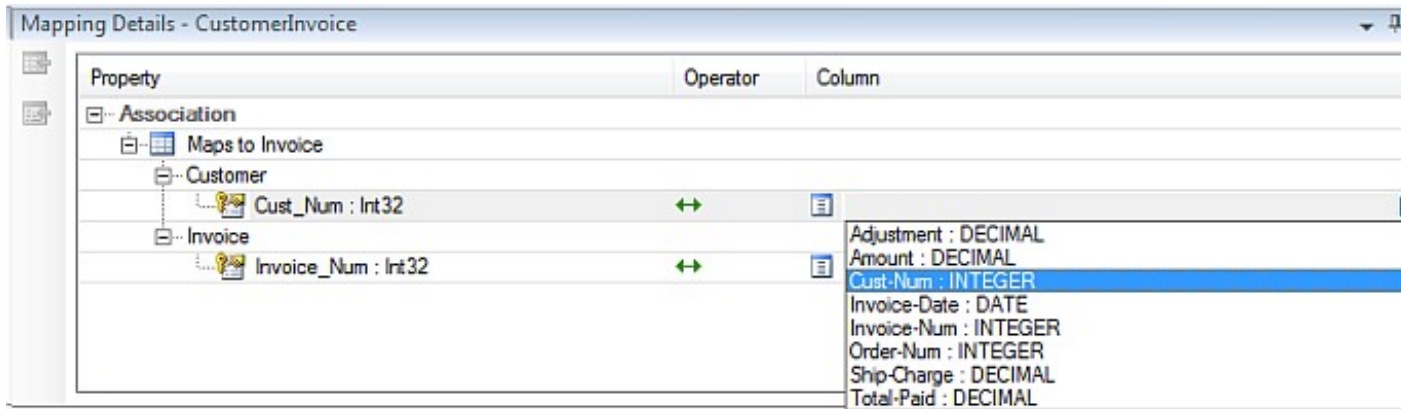 Mapping Details - CustomerInvoice
Property Operator Column
Association
Maps to Invoice
Customer
Cust_Num : Int32
Invoice
Invoice_Num : Int32
Adjustment : DECIMAL
Amount : DECIMAL
Cust-Num : INTEGER
Invoice-Date : DATE
Invoice-Num : INTEGER
Order-Num : INTEGER
Ship-Charge : DECIMAL
Total-Paid : DECIMAL